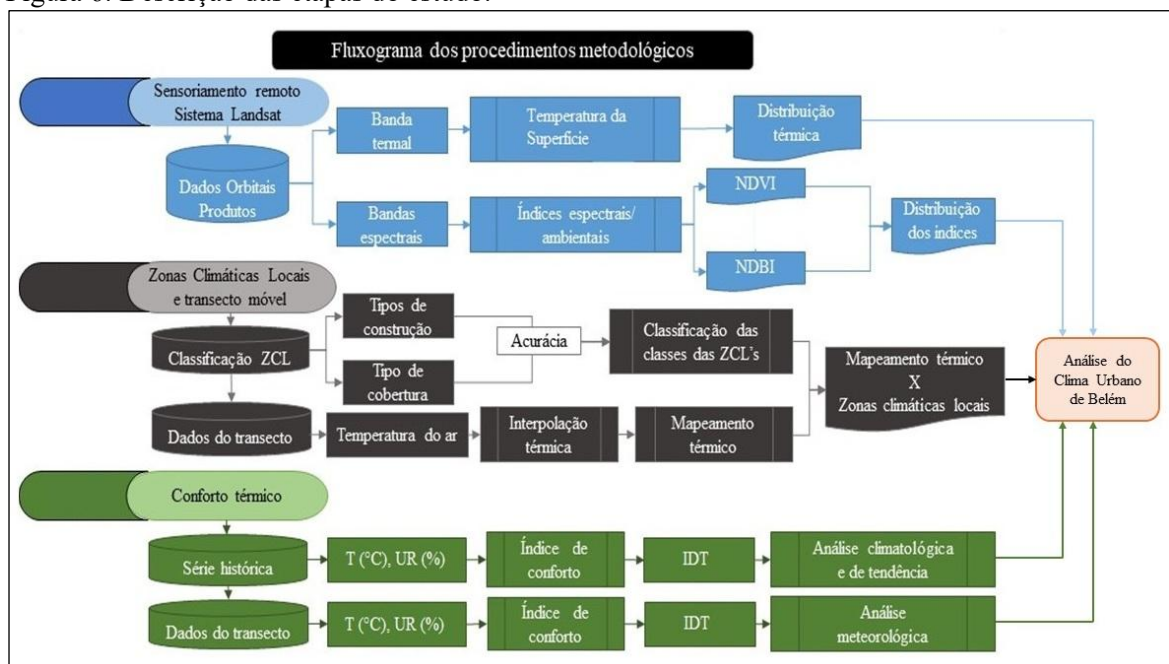 Figura 6: Descrição das etapas do estudo.
Fluxograma dos procedimentos metodológicos
Sensoriamento remoto
Sistema Landsat
Banda
termal
Temperatura da
Superfície
Distribuição
térmica
Dados Orbitais
Produtos
Bandas
espectrais
Índices espectrais/
ambientais
NDVI
NDBI
Distribuição
dos índices
Zonas Climáticas Locais
e transecto móvel
Classificação ZCL
Tipos de
construção
Tipo de
cobertura
Acurácia
Classificação das
classes das ZCL's
Mapeamento térmico
X
Zonas climáticas locais
Análise do
Clima Urbano
de Belém
Dados do transecto
Temperatura do ar
Interpolação
térmica
Mapeamento
térmico
Conforto térmico
Série histórica
T (°C), UR (%)
Índice de
conforto
IDT
Análise climatológica
e de tendência
Dados do transecto
T (°C), UR (%)
Índice de
conforto
IDT
Análise
meteorológica